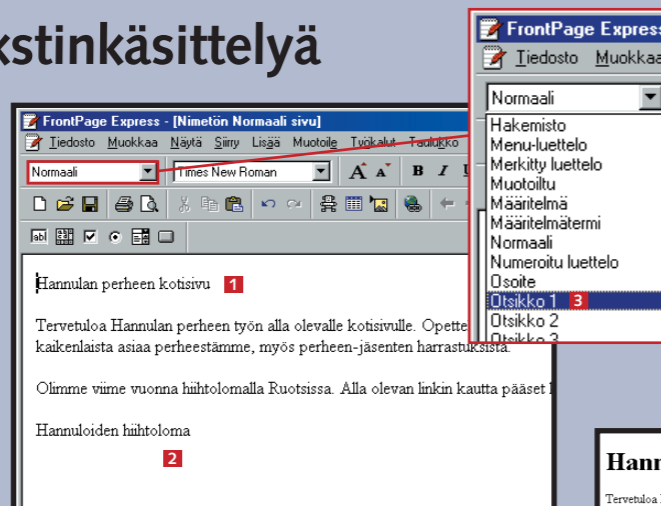 kstinkäsittelyä
FrontPage Express - [Nimetön Normaali sivu]
Tiedosto Muokkaa Näytä Siirry Lisää Muotoile Työkalut Taulukko
Normaali Times New Roman A A B I U
Hannulan perheen kotisivu 1
Tervetuloa Hannulan perheen työn alla olevalle kotisivulle. Opette
kaikenlaista asiaa perheestämme, myös perheen-jäsenten harrastuksista.
Olimme viime vuonna hiihtolomalla Ruotsissa. Alla olevan linkin kautta pääset
Hannuloiden hiihtoloma
2
FrontPage Express
Tiedosto Muokkaa
Normaali
Hakemisto
Menu-luettelo
Merkitty luettelo
Muotoiltu
Määritelmä
Määritelmätermi
Normaali
Numeroitu luettelo
Osoite
Otsikko 1 3
Otsikko 2
Otsikko 3
Hann
Tervetuloa